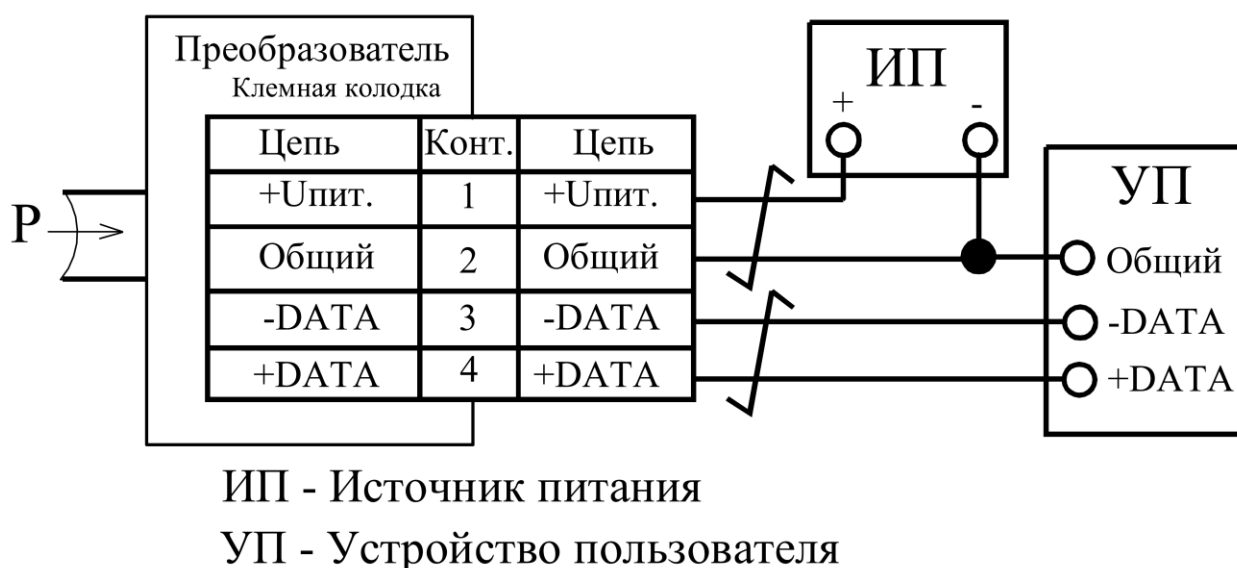 Преобразователь
Клемная колодка
ИП
+ -
Цепь Конт. Цепь
+Uпит. 1 +Uпит.
Общий 2 Общий
-DATA 3 -DATA
+DATA 4 +DATA
P
УП
Общий
-DATA
+DATA
ИП - Источник питания
УП - Устройство пользователя